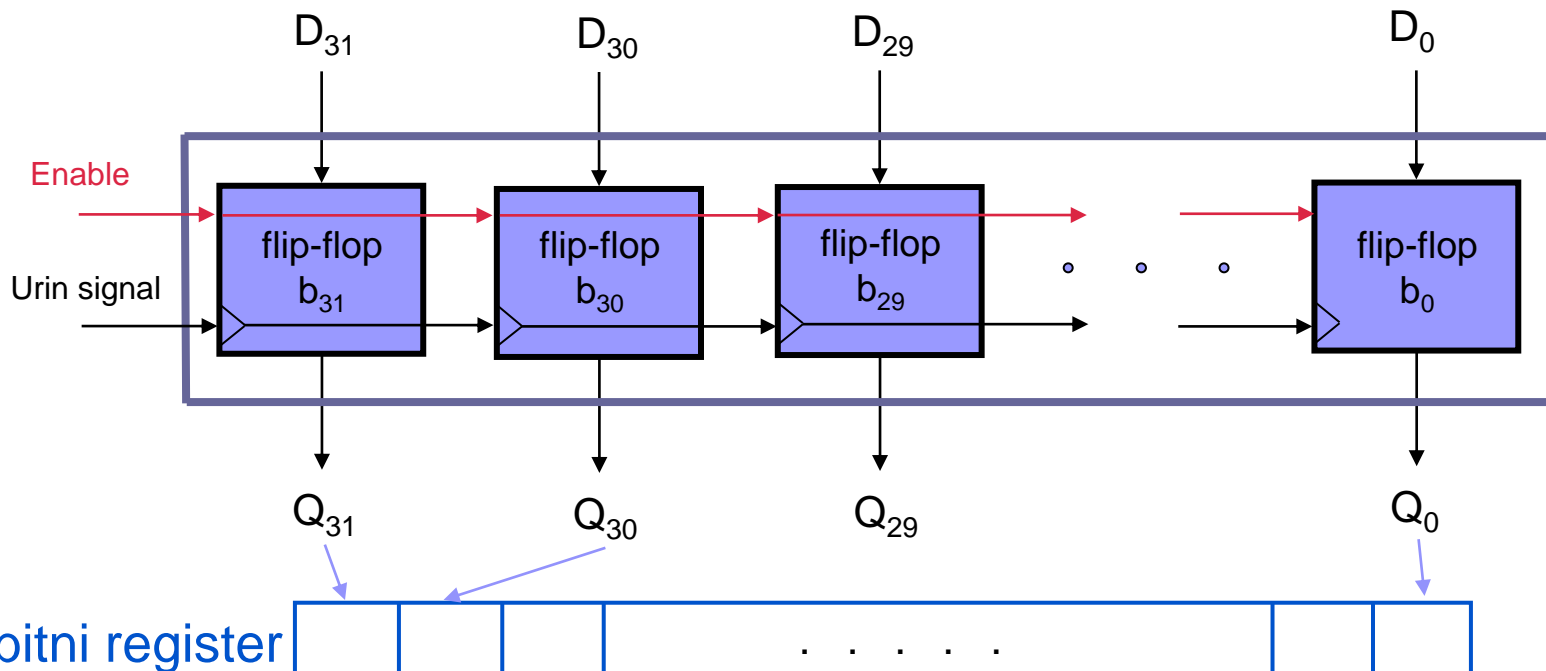 D₃₁ D₃₀ D₂₉ D₀
Enable
flip-flop flip-flop flip-flop flip-flop
Urin signal
b₃₁ b₃₀ b₂₉ b₀
Q₃₁ Q₃₀ Q₂₉ Q₀
bitni register . . . . .